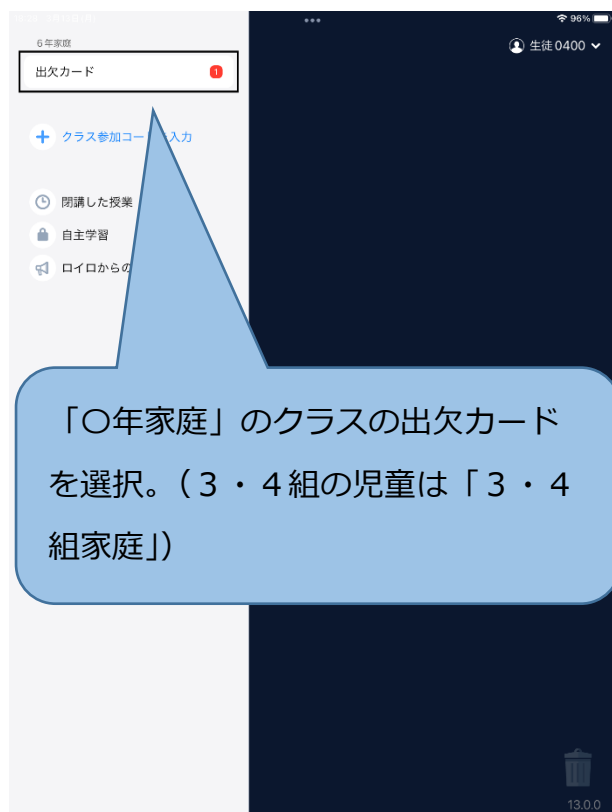 96%
6年家庭
生徒0400
出欠カード
1
クラス参加コー 入力
閉講した授業
自主学習
ロイロからの
「〇年家庭」のクラスの出欠カード
を選択。（３・４組の児童は「３・４
組家庭」）
13.0.0